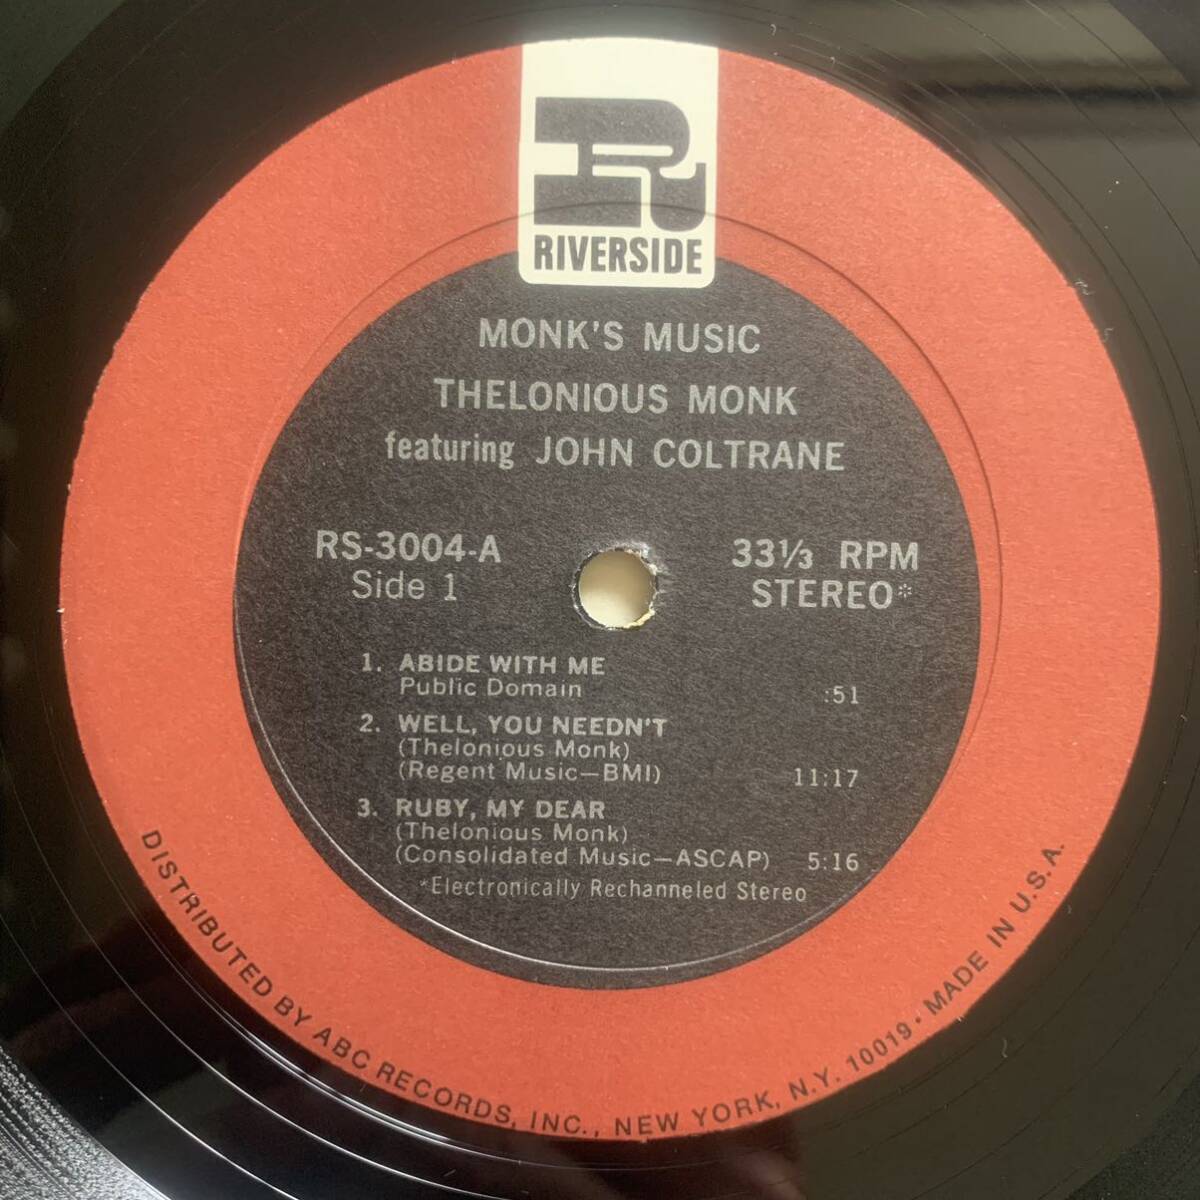 R
RIVERSIDE
MONK'S MUSIC
THELONIOUS MONK
featuring JOHN COLTRANE
RS-3004-A
Side 1
33⅓ RPM
STEREO*
1. ABIDE WITH ME
Public Domain :51
2. WELL, YOU NEEDN'T
(Thelonious Monk)
(Regent Music—BMI) 11:17
3. RUBY, MY DEAR
(Thelonious Monk)
(Consolidated Music—ASCAP) 5:16
*Electronically Rechanneled Stereo
DISTRIBUTED BY ABC RECORDS, INC., NEW YORK, N.Y. 10019 • MADE IN U.S.A.